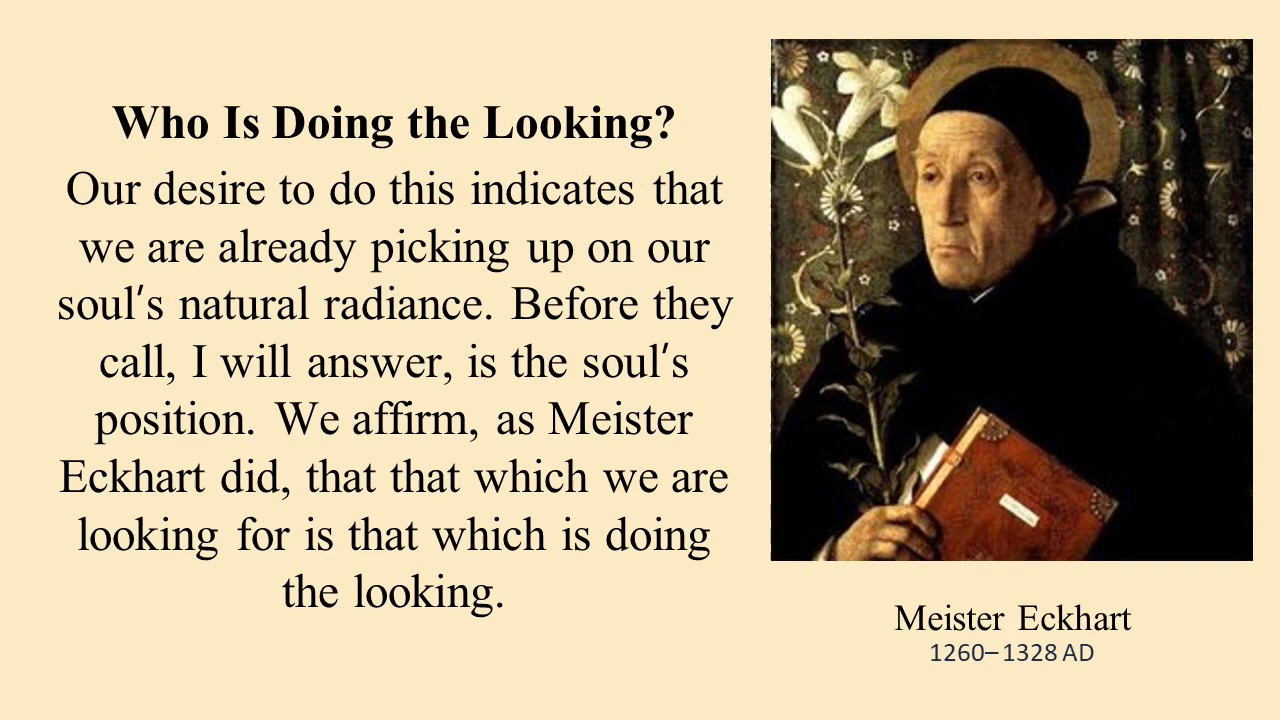 Who Is Doing the Looking?
Our desire to do this indicates that
we are already picking up on our
soul's natural radiance. Before they
call, I will answer, is the soul's
position. We affirm, as Meister
Eckhart did, that that which we are
looking for is that which is doing
the looking.
Meister Eckhart
1260–1328 AD